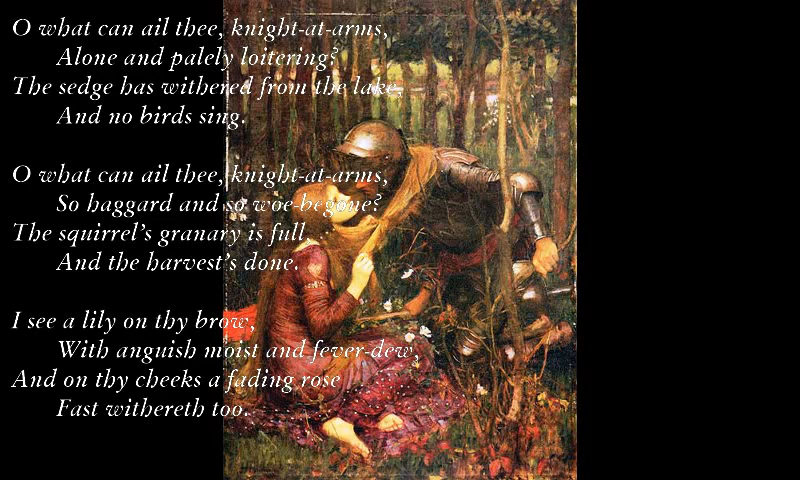 O what can ail thee, knight-at-arms,
Alone and palely loitering?
The sedge has withered from the lake,
And no birds sing.
O what can ail thee, knight-at-arms,
So haggard and so woe-begone?
The squirrel's granary is full,
And the harvest's done.
I see a lily on thy brow,
With anguish moist and fever-dew,
And on thy cheeks a fading rose
Fast withereth too.